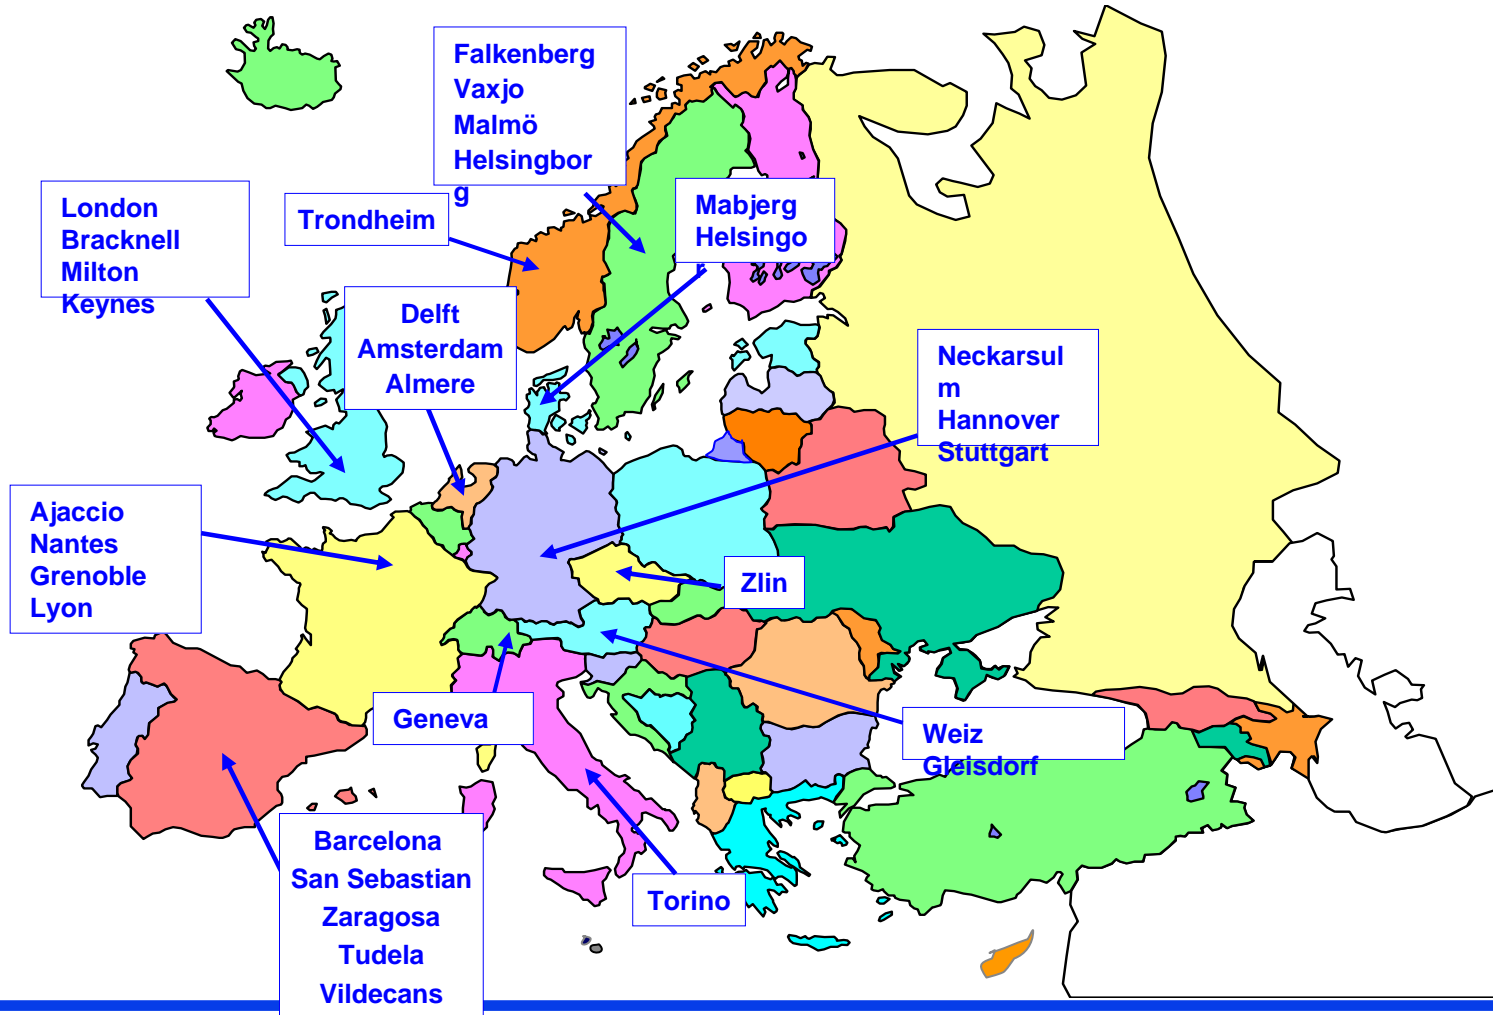 Falkenberg
Vaxjo
Malmö
Helsingbor
g
London
Bracknell
Milton
Keynes
Trondheim
Mabjerg
Helsingo
Delft
Amsterdam
Almere
Neckarsul
m
Hannover
Stuttgart
Ajaccio
Nantes
Grenoble
Lyon
Zlin
Geneva
Weiz
Gleisdorf
Barcelona
San Sebastian
Zaragosa
Tudela
Vildecans
Torino